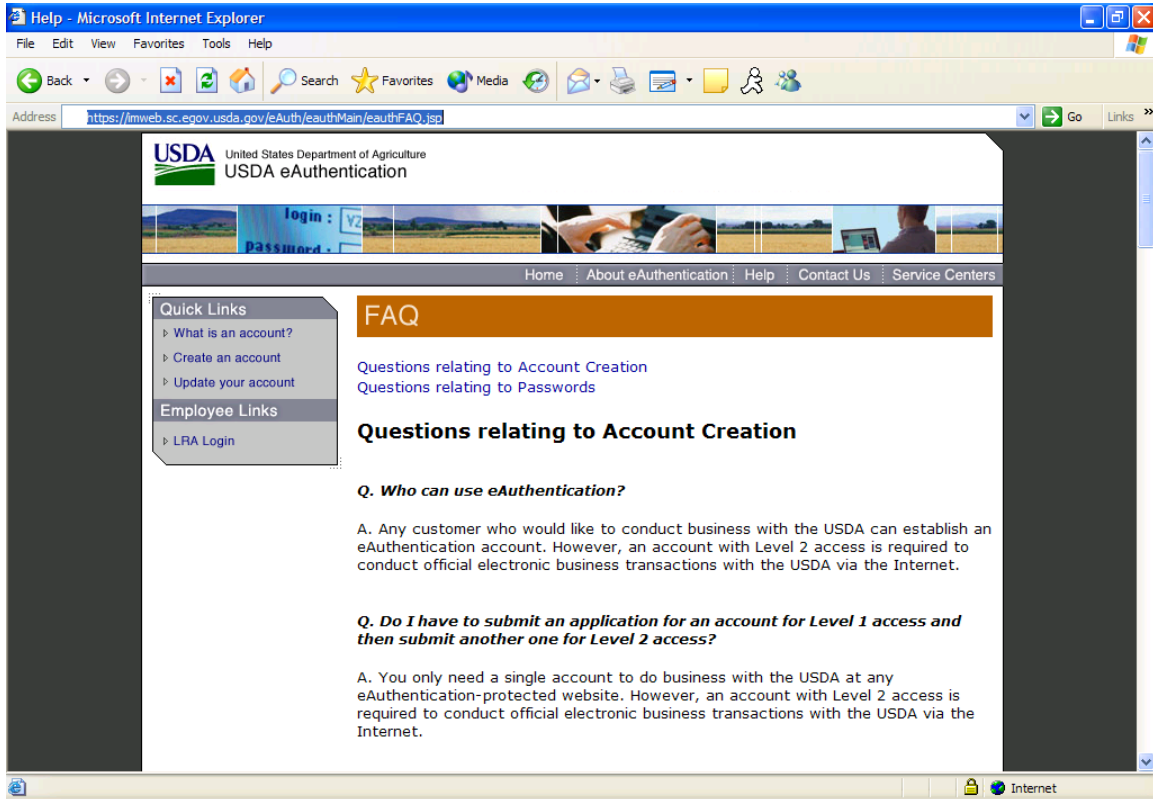 Help - Microsoft Internet Explorer
File Edit View Favorites Tools Help
Back Search Favorites Media
Address https://imweb.sc.egov.usda.gov/eAuth/eauthMain/eauthFAQ.jsp Go Links »
USDA United States Department of Agriculture
USDA eAuthentication
login : YZ
password :
Home About eAuthentication Help Contact Us Service Centers
Quick Links
What is an account?
Create an account
Update your account
Employee Links
LRA Login
FAQ
Questions relating to Account Creation
Questions relating to Passwords
Questions relating to Account Creation
Q. Who can use eAuthentication?
A. Any customer who would like to conduct business with the USDA can establish an
eAuthentication account. However, an account with Level 2 access is required to
conduct official electronic business transactions with the USDA via the Internet.
Q. Do I have to submit an application for an account for Level 1 access and
then submit another one for Level 2 access?
A. You only need a single account to do business with the USDA at any
eAuthentication-protected website. However, an account with Level 2 access is
required to conduct official electronic business transactions with the USDA via the
Internet.
Internet